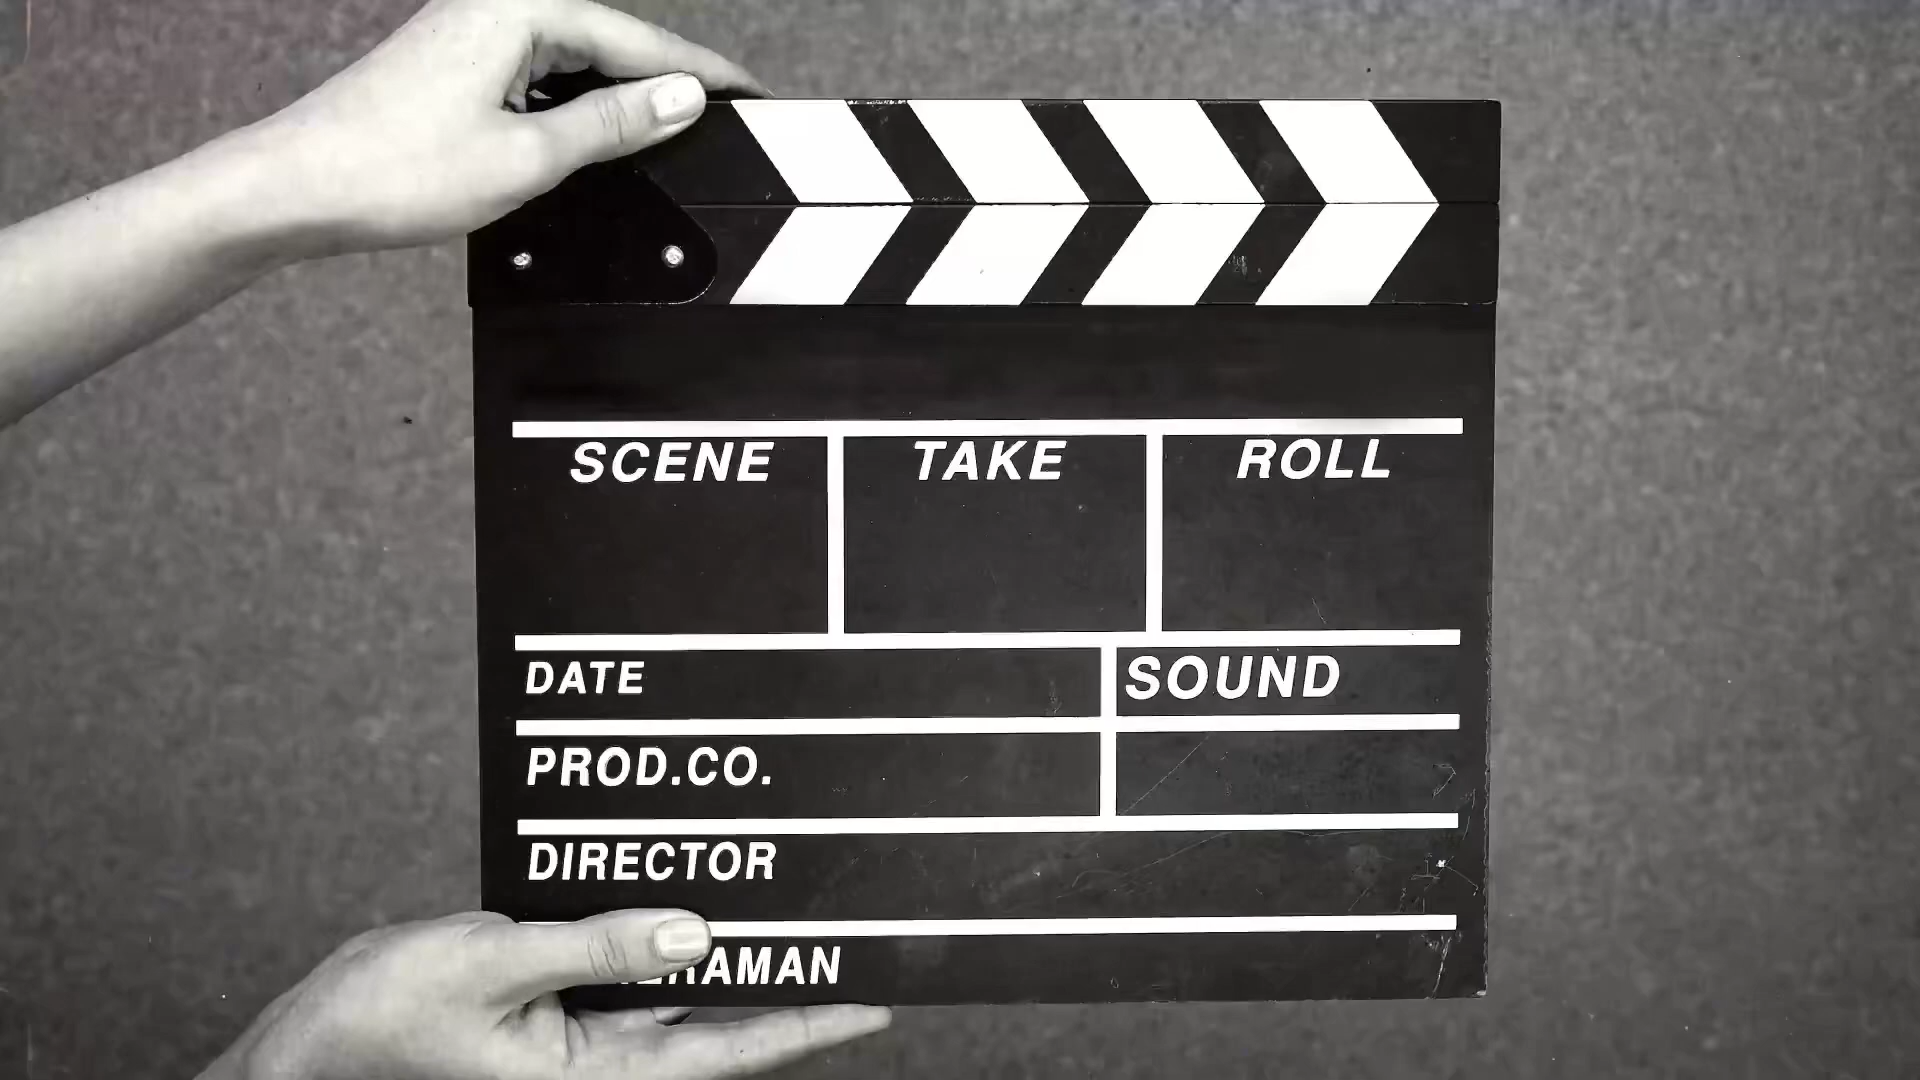 SCENE TAKE ROLL
DATE SOUND
PROD.CO.
DIRECTOR